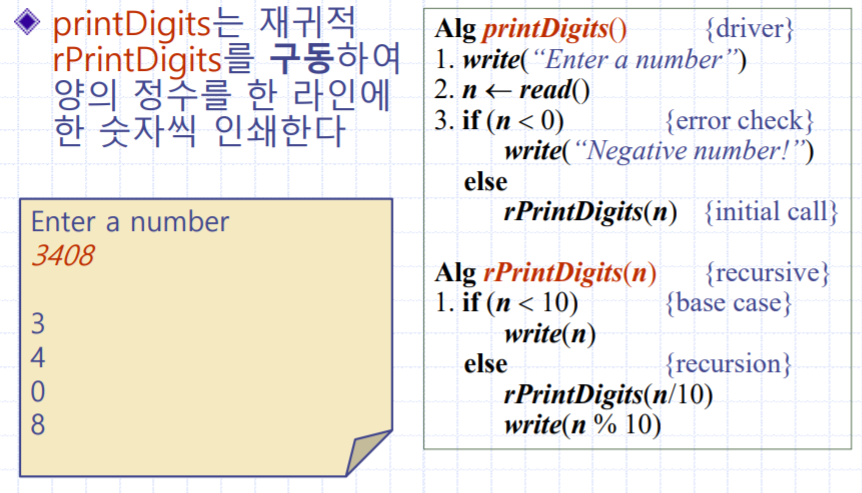 printDigits는 재귀적
rPrintDigits를 구동하여
양의 정수를 한 라인에
한 숫자씩 인쇄한다
Enter a number
3408
3
4
0
8
Alg printDigits() {driver}
1. write(“Enter a number”)
2. n ← read()
3. if (n < 0) {error check}
write(“Negative number!”)
else
rPrintDigits(n) {initial call}
Alg rPrintDigits(n) {recursive}
1. if (n < 10) {base case}
write(n)
else {recursion}
rPrintDigits(n/10)
write(n % 10)